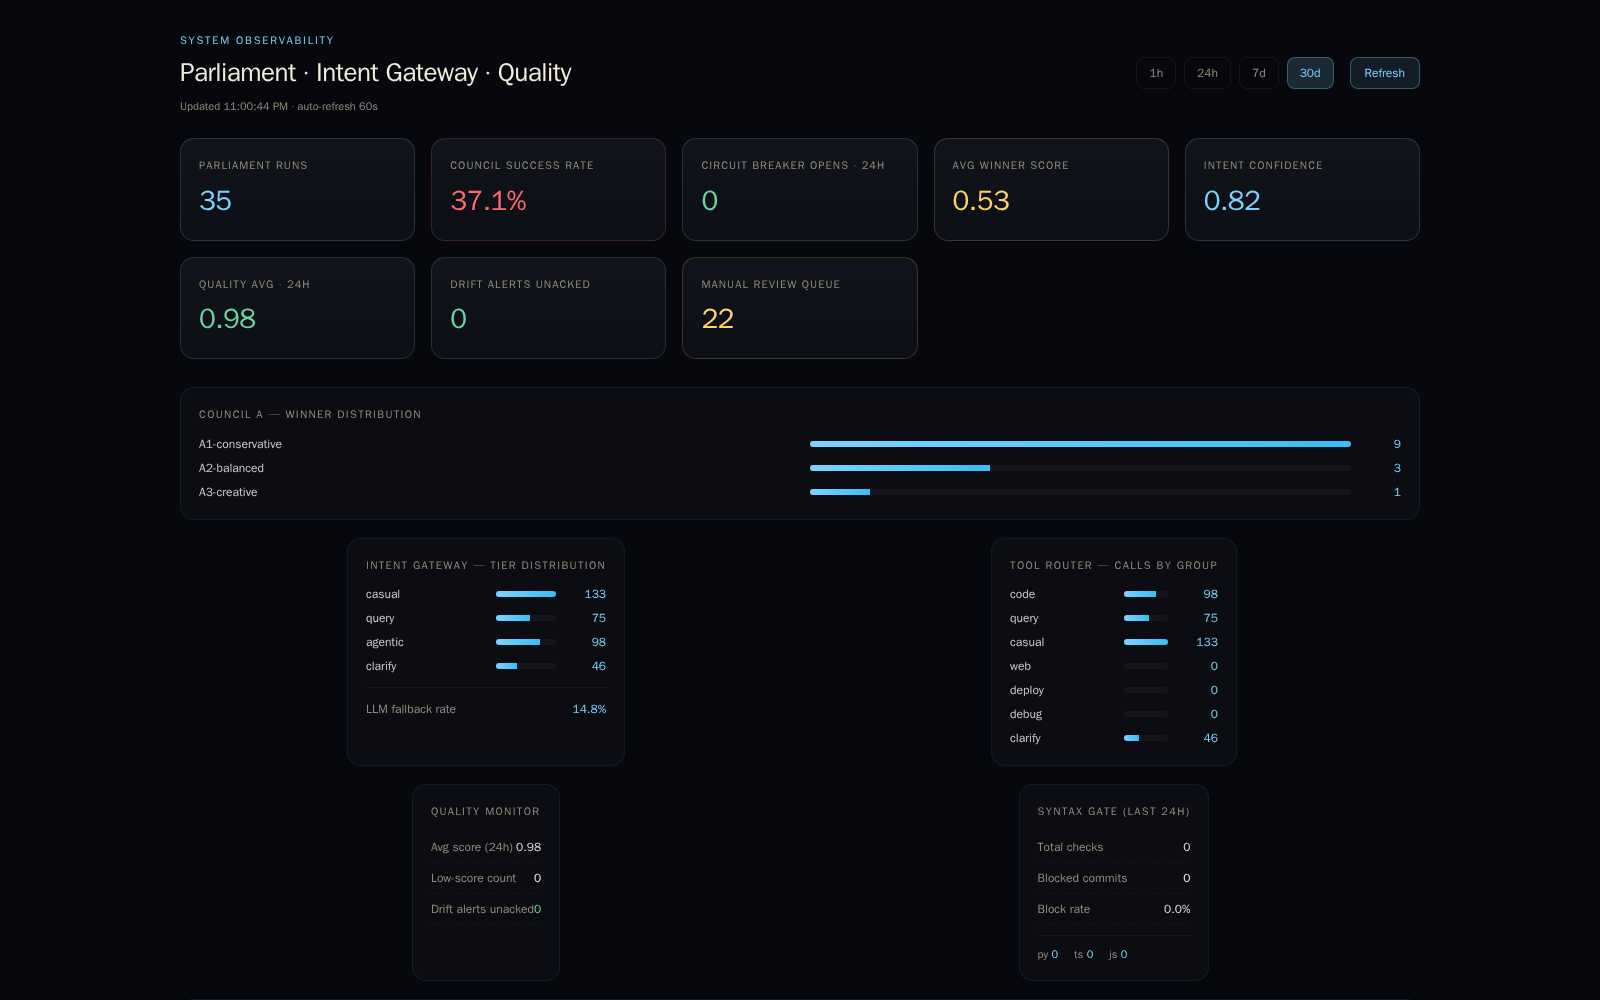 SYSTEM OBSERVABILITY
Parliament · Intent Gateway · Quality
1h 24h 7d 30d Refresh
Updated 11:00:44 PM · auto-refresh 60s
PARLIAMENT RUNS
35
COUNCIL SUCCESS RATE
37.1%
CIRCUIT BREAKER OPENS · 24H
0
AVG WINNER SCORE
0.53
INTENT CONFIDENCE
0.82
QUALITY AVG · 24H
0.98
DRIFT ALERTS UNACKED
0
MANUAL REVIEW QUEUE
22
COUNCIL A — WINNER DISTRIBUTION
A1-conservative 9
A2-balanced 3
A3-creative 1
INTENT GATEWAY — TIER DISTRIBUTION
casual 133
query 75
agentic 98
clarify 46
LLM fallback rate 14.8%
TOOL ROUTER — CALLS BY GROUP
code 98
query 75
casual 133
web 0
deploy 0
debug 0
clarify 46
QUALITY MONITOR
Avg score (24h) 0.98
Low-score count 0
Drift alerts unacked 0
SYNTAX GATE (LAST 24H)
Total checks 0
Blocked commits 0
Block rate 0.0%
py 0 ts 0 js 0